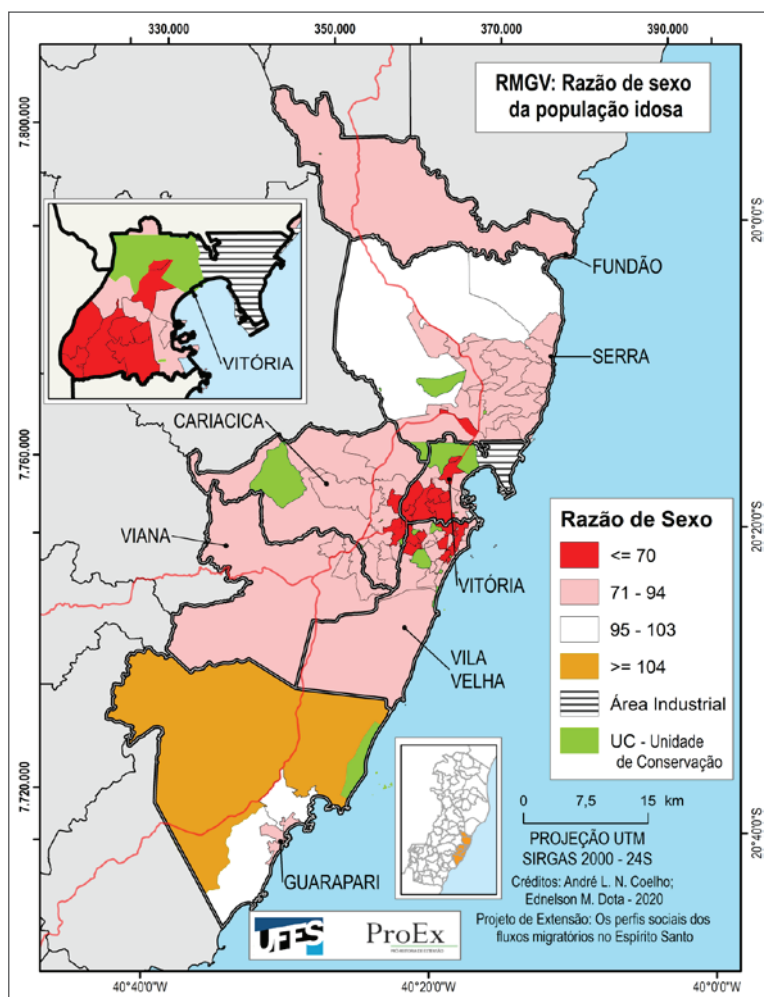 330.000
350.000
370.000
390.000
RMGV: Razão de sexo
da população idosa
7.800.000
20°0'0"S
FUNDÃO
SERRA
VITÓRIA
CARIACICA
7.760.000
20°20'0"S
VIANA
VITÓRIA
VILA
VELHA
Razão de Sexo
<= 70
71 - 94
95 - 103
>= 104
Área Industrial
UC - Unidade
de Conservação
7.720.000
0 7,5 15 km
20°40'0"S
PROJEÇÃO UTM
SIRGAS 2000 - 24S
Créditos: André L. N. Coelho;
Ednelson M. Dota - 2020
Projeto de Extensão: Os perfis sociais dos
fluxos migratórios no Espírito Santo
GUARAPARI
UFES
ProEx
40°40'0"W
40°20'0"W
40°0'0"W